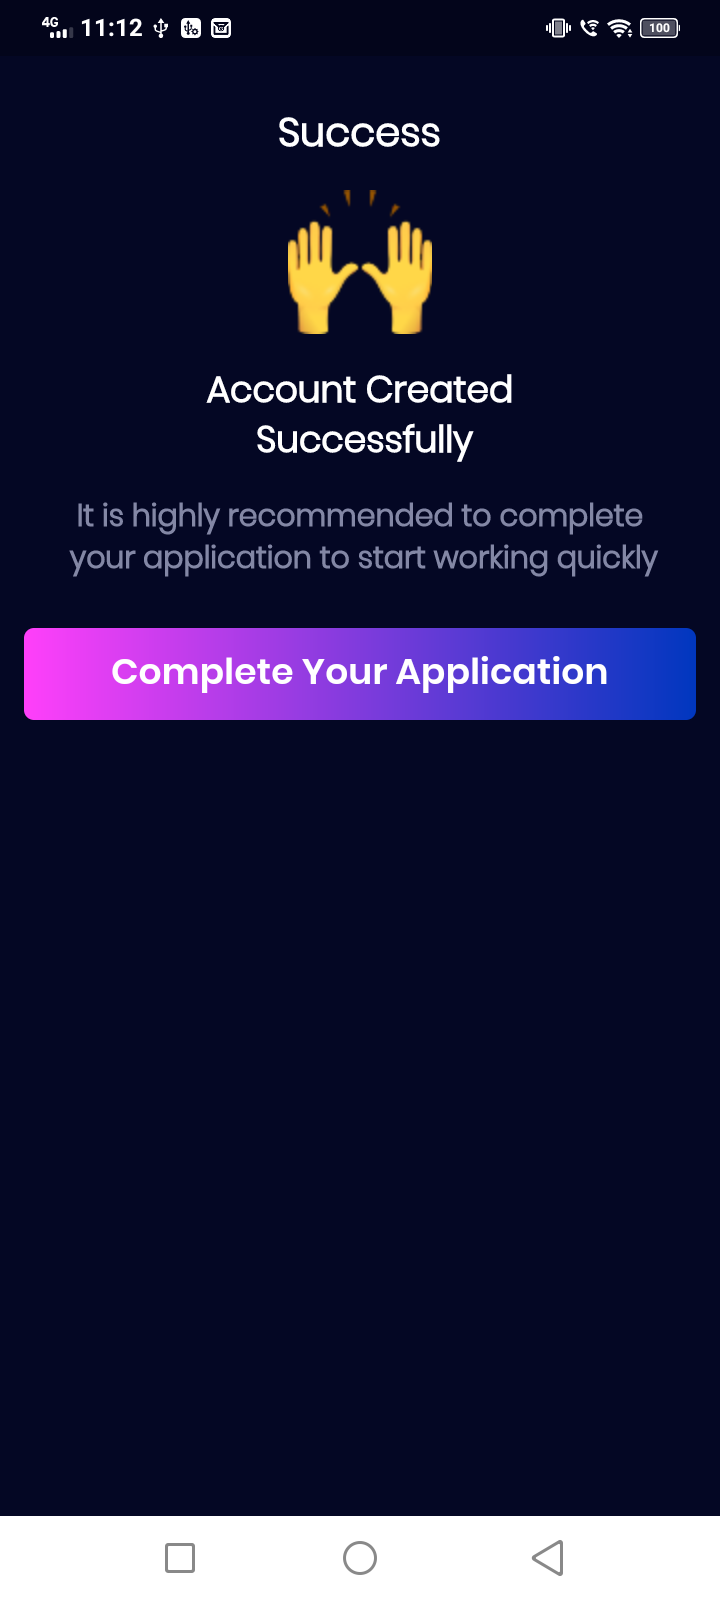 4G 11:12 100
Success
Account Created
Successfully
It is highly recommended to complete
your application to start working quickly
Complete Your Application